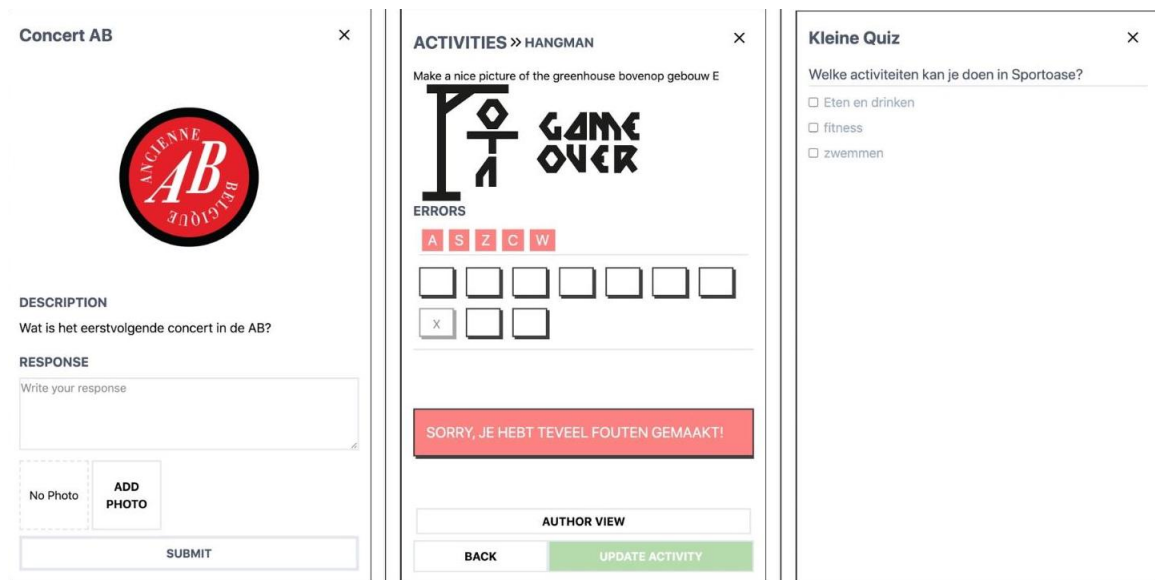 Concert AB
×
ANCIENNE
AB
BELGIQUE
DESCRIPTION
Wat is het eerstvolgende concert in de AB?
RESPONSE
Write your response
No Photo
ADD
PHOTO
SUBMIT
ACTIVITIES » HANGMAN
×
Make a nice picture of the greenhouse bovenop gebouw E
GAME
OVER
ERRORS
A S Z C W
X
SORRY, JE HEBT TEVEEL FOUTEN GEMAAKT!
AUTHOR VIEW
BACK UPDATE ACTIVITY
Kleine Quiz
×
Welke activiteiten kan je doen in Sportoase?
Eten en drinken
fitness
zwemmen